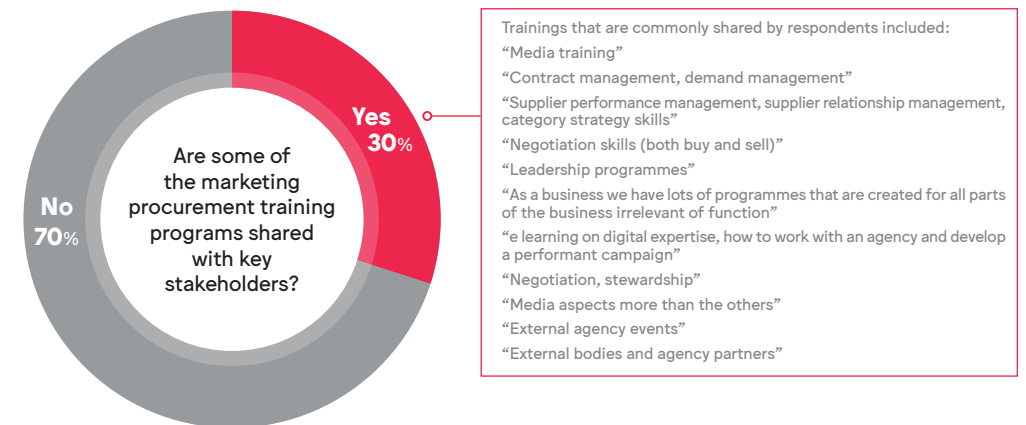 Are some of
the marketing
procurement training
programs shared
with key
stakeholders?
Yes
30%
No
70%
Trainings that are commonly shared by respondents included:
“Media training”
“Contract management, demand management”
“Supplier performance management, supplier relationship management,
category strategy skills”
“Negotiation skills (both buy and sell)”
“Leadership programmes”
“As a business we have lots of programmes that are created for all parts
of the business irrelevant of function”
“e learning on digital expertise, how to work with an agency and develop
a performant campaign”
“Negotiation, stewardship”
“Media aspects more than the others”
“External agency events”
“External bodies and agency partners”